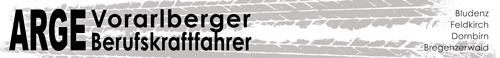 ARGE Vorarlberger
Berufskraftfahrer
Bludenz
Feldkirch
Dornbirn
Bregenzerwald